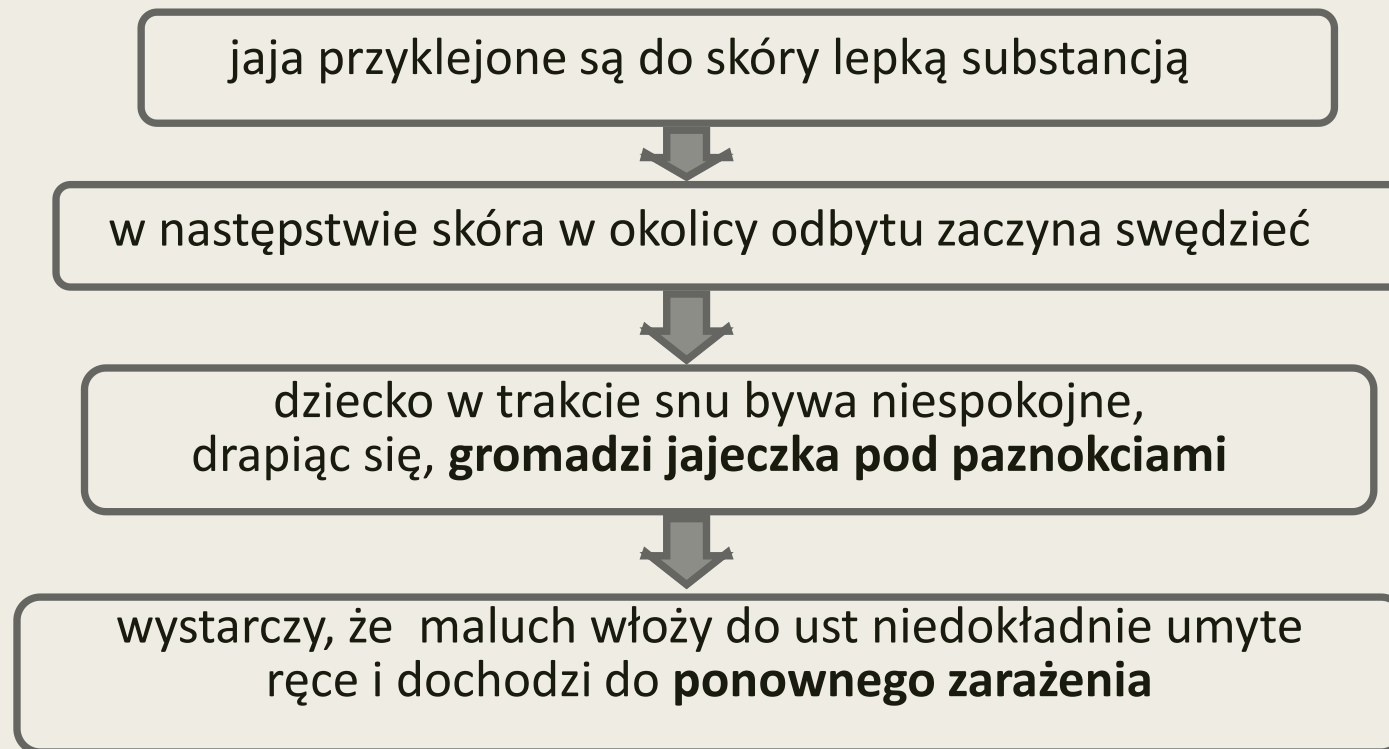 jaja przyklejone są do skóry lepką substancją
w następstwie skóra w okolicy odbytu zaczyna swędzieć
dziecko w trakcie snu bywa niespokojne,
drapiąc się, gromadzi jajeczka pod paznokciami
wystarczy, że  maluch włoży do ust niedokładnie umyte
ręce i dochodzi do ponownego zarażenia